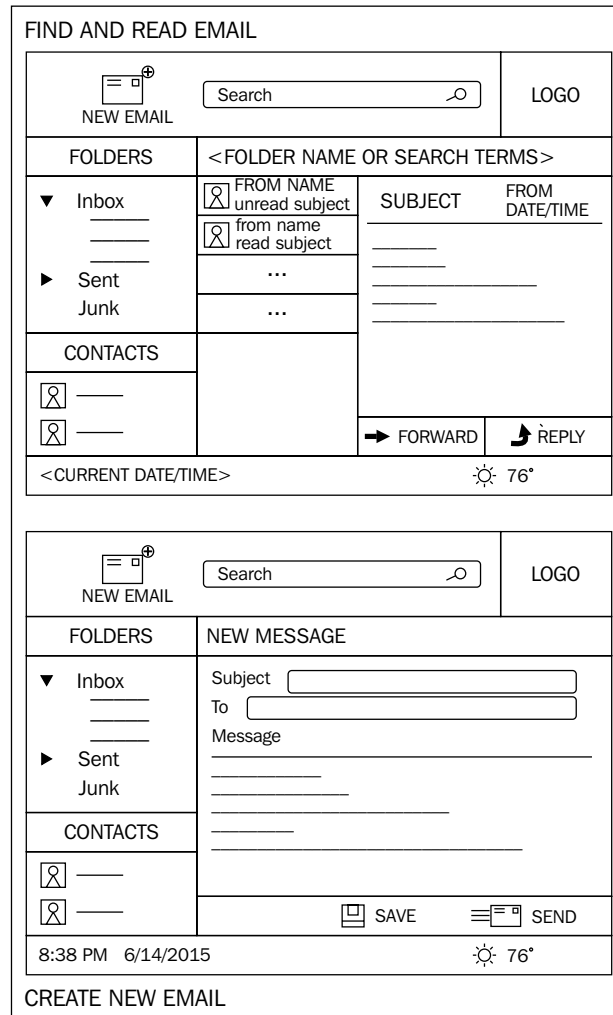 FIND AND READ EMAIL
NEW EMAIL
Search
LOGO
FOLDERS
<FOLDER NAME OR SEARCH TERMS>
Inbox
Sent
Junk
CONTACTS
FROM NAME
unread subject
from name
read subject
...
...
SUBJECT
FROM
DATE/TIME
FORWARD
REPLY
<CURRENT DATE/TIME>
76°
NEW EMAIL
Search
LOGO
FOLDERS
NEW MESSAGE
Inbox
Sent
Junk
CONTACTS
Subject
To
Message
SAVE
SEND
8:38 PM 6/14/2015
76°
CREATE NEW EMAIL